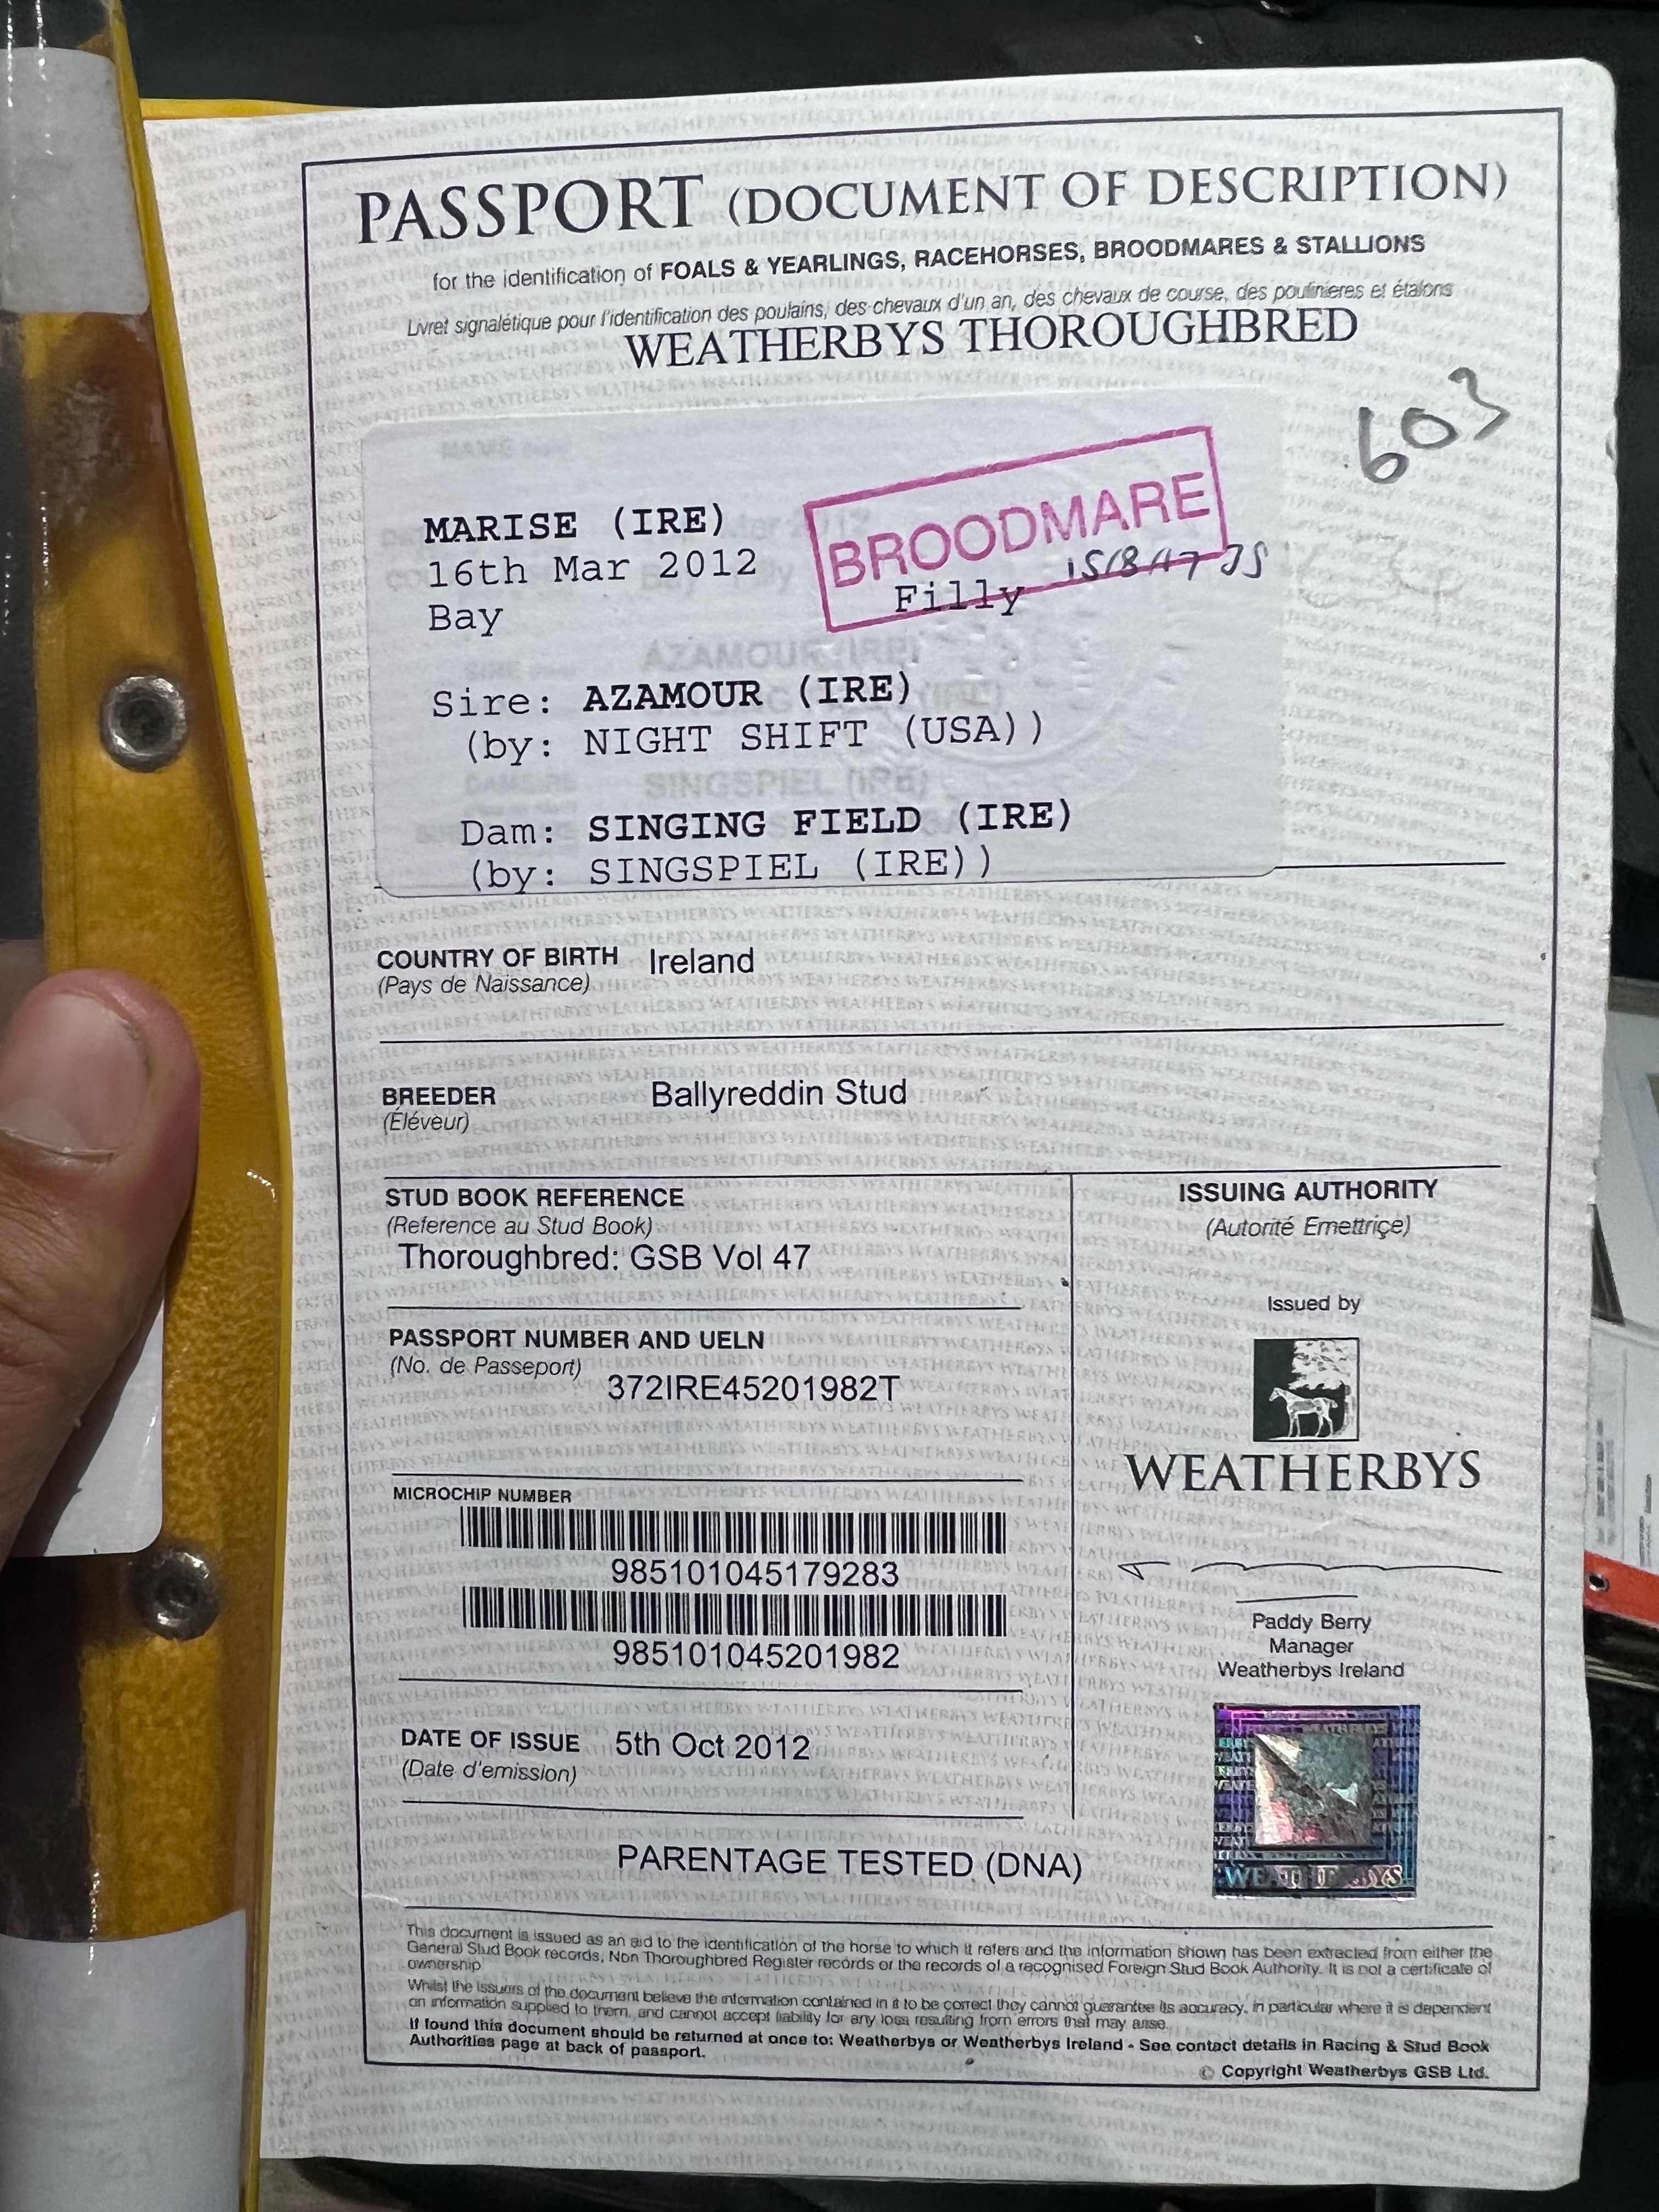 PASSPORT (DOCUMENT OF DESCRIPTION)
for the identification of FOALS & YEARLINGS, RACEHORSES, BROODMARES & STALLIONS
Livret signalétique pour l'identification des poulains, des chevaux d'un an, des chevaux de course, des poulinieres et étalons
WEATHERBYS THOROUGHBRED
603
BROODMARE
MARISE (IRE)
16th Mar 2012
15/8/17 JS
Bay Filly
Sire: AZAMOUR (IRE)
(by: NIGHT SHIFT (USA))
Dam: SINGING FIELD (IRE)
(by: SINGSPIEL (IRE))
COUNTRY OF BIRTH Ireland
(Pays de Naissance)
BREEDER Ballyreddin Stud
(Éléveur)
STUD BOOK REFERENCE
(Reference au Stud Book)
Thoroughbred: GSB Vol 47
PASSPORT NUMBER AND UELN
(No. de Passeport)
372IRE45201982T
MICROCHIP NUMBER
985101045179283
985101045201982
DATE OF ISSUE 5th Oct 2012
(Date d'emission)
ISSUING AUTHORITY
(Autorité Emettriçe)
Issued by
WEATHERBYS
Paddy Berry
Manager
Weatherbys Ireland
WEATHERBYS
PARENTAGE TESTED (DNA)
This document is issued as an aid to the identification of the horse to which it refers and the information shown has been extracted from either the
General Stud Book records, Non Thoroughbred Register records or the records of a recognised Foreign Stud Book Authority. It is not a certificate of
ownership
Whilst the issuers of the document believe the information contained in it to be correct they cannot guarantee its accuracy, in particular where it is dependent
on information supplied to them, and cannot accept liability for any loss resulting from errors that may arise.
If found this document should be returned at once to: Weatherbys or Weatherbys Ireland - See contact details in Racing & Stud Book
Authorities page at back of passport.
© Copyright Weatherbys GSB Ltd.